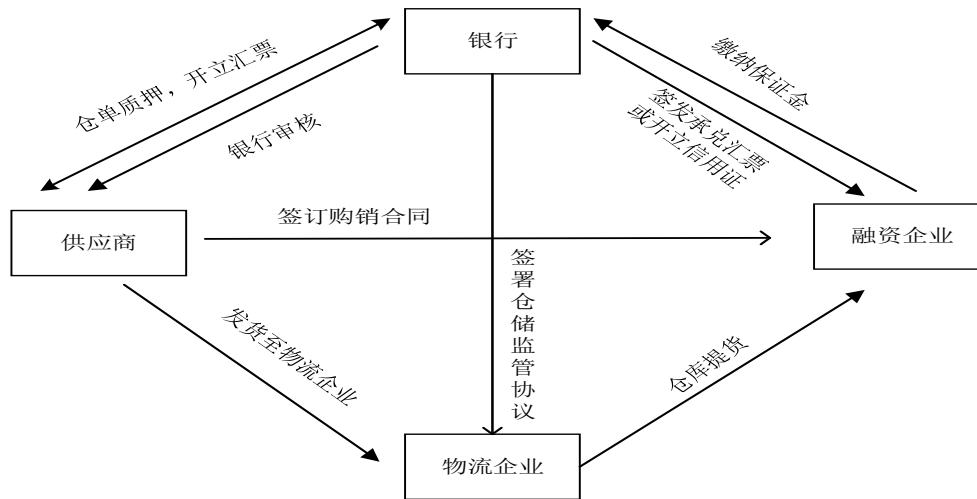 银行
缴纳保证金
仓单质押，开立汇票
签发承兑汇票
或开立信用证
银行审核
签订购销合同
供应商
融资企业
签署仓储监管协议
发货至物流企业
仓库提货
物流企业